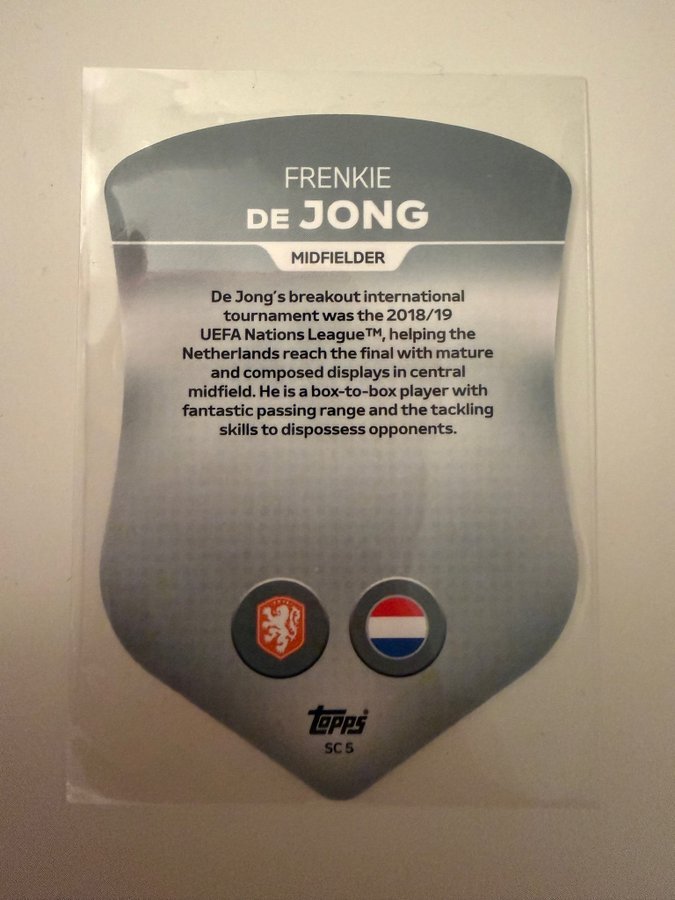 FRENKIE
DE JONG
MIDFIELDER
De Jong's breakout international
tournament was the 2018/19
UEFA Nations League™, helping the
Netherlands reach the final with mature
and composed displays in central
midfield. He is a box-to-box player with
fantastic passing range and the tackling
skills to dispossess opponents.
topps
SC 5